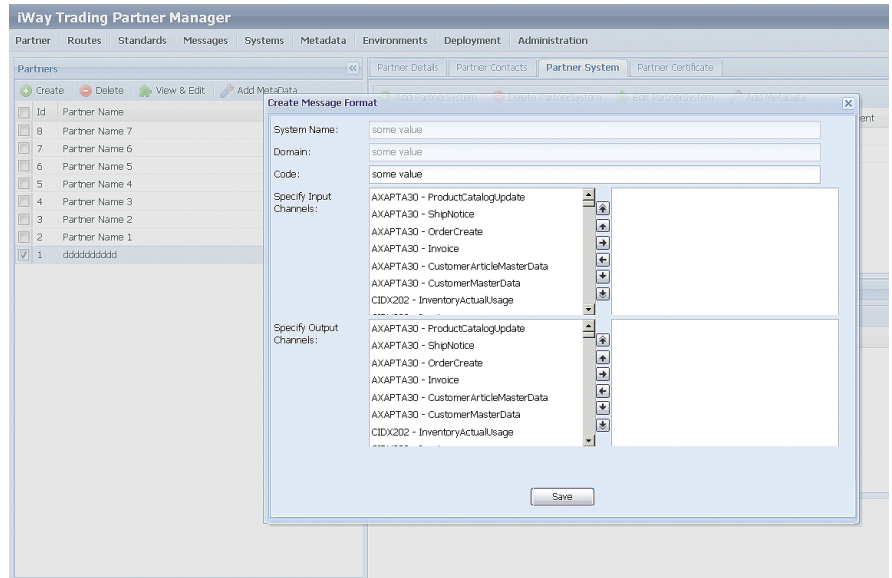 iWay Trading Partner Manager
Partner Routes Standards Messages Systems Metadata Environments Deployment Administration
Partners
Partner Details Partner Contacts Partner System Partner Certificate
Create Delete View & Edit Add MetaData
Add PartnerSystem Delete PartnerSystem Edit PartnerSystem Add MetaData
Id Partner Name
8 Partner Name 7
7 Partner Name 6
6 Partner Name 5
5 Partner Name 4
4 Partner Name 3
3 Partner Name 2
2 Partner Name 1
1 dddddddddd
Create Message Format
System Name: some value
Domain: some value
Code: some value
Specify Input
Channels:
AXAPTA30 - ProductCatalogUpdate
AXAPTA30 - ShipNotice
AXAPTA30 - OrderCreate
AXAPTA30 - Invoice
AXAPTA30 - CustomerArticleMasterData
AXAPTA30 - CustomerMasterData
CIDX202 - InventoryActualUsage
Specify Output
Channels:
AXAPTA30 - ProductCatalogUpdate
AXAPTA30 - ShipNotice
AXAPTA30 - OrderCreate
AXAPTA30 - Invoice
AXAPTA30 - CustomerArticleMasterData
AXAPTA30 - CustomerMasterData
CIDX202 - InventoryActualUsage
Save